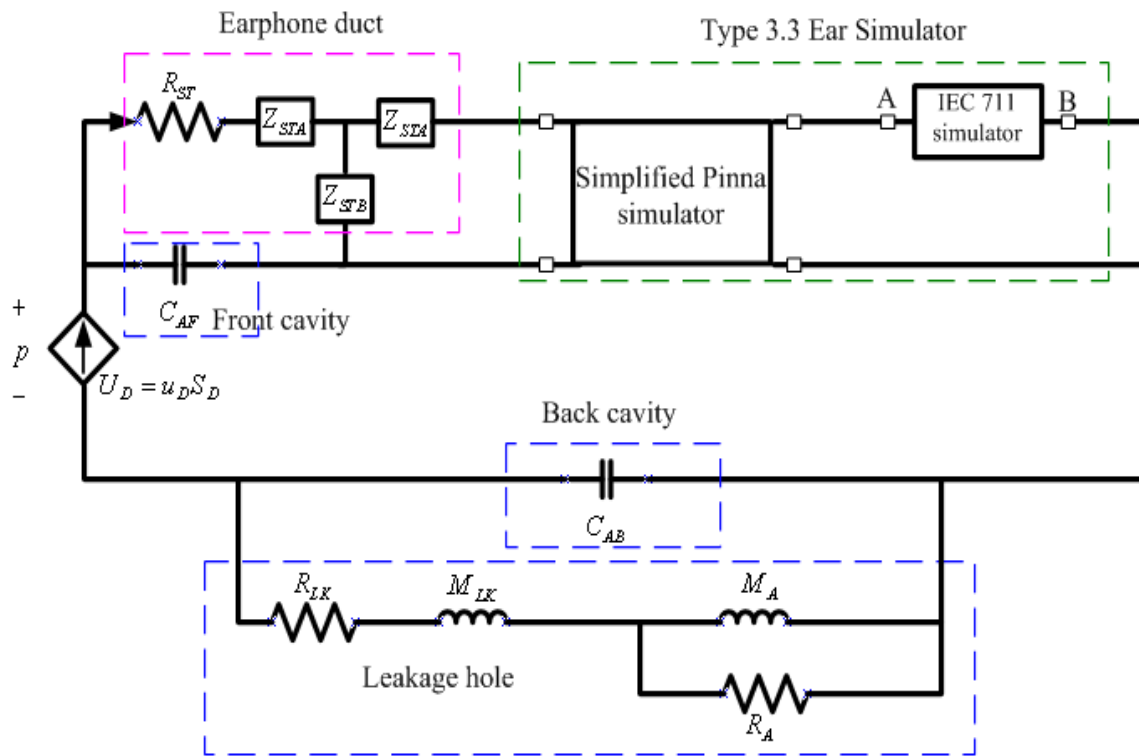 Earphone duct
Type 3.3 Ear Simulator
R_ST
Z_STA
Z_STA
A
IEC 711
simulator
B
Z_STB
Simplified Pinna
simulator
C_AF
Front cavity
+
p
−
U_D = u_D S_D
Back cavity
C_AB
R_LK
M_LK
M_A
Leakage hole
R_A